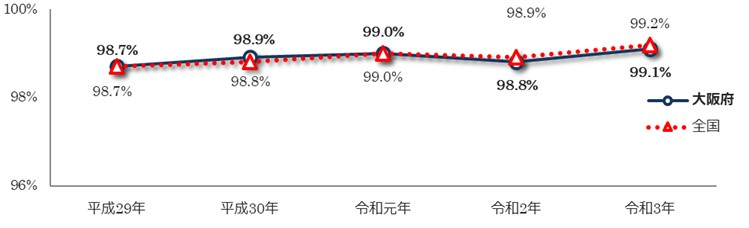 100%
98.7%
98.9%
99.0%
98.9%
99.2%
98.7%
98.8%
99.0%
98.8%
99.1%
98%
大阪府
全国
96%
平成29年
平成30年
令和元年
令和2年
令和3年